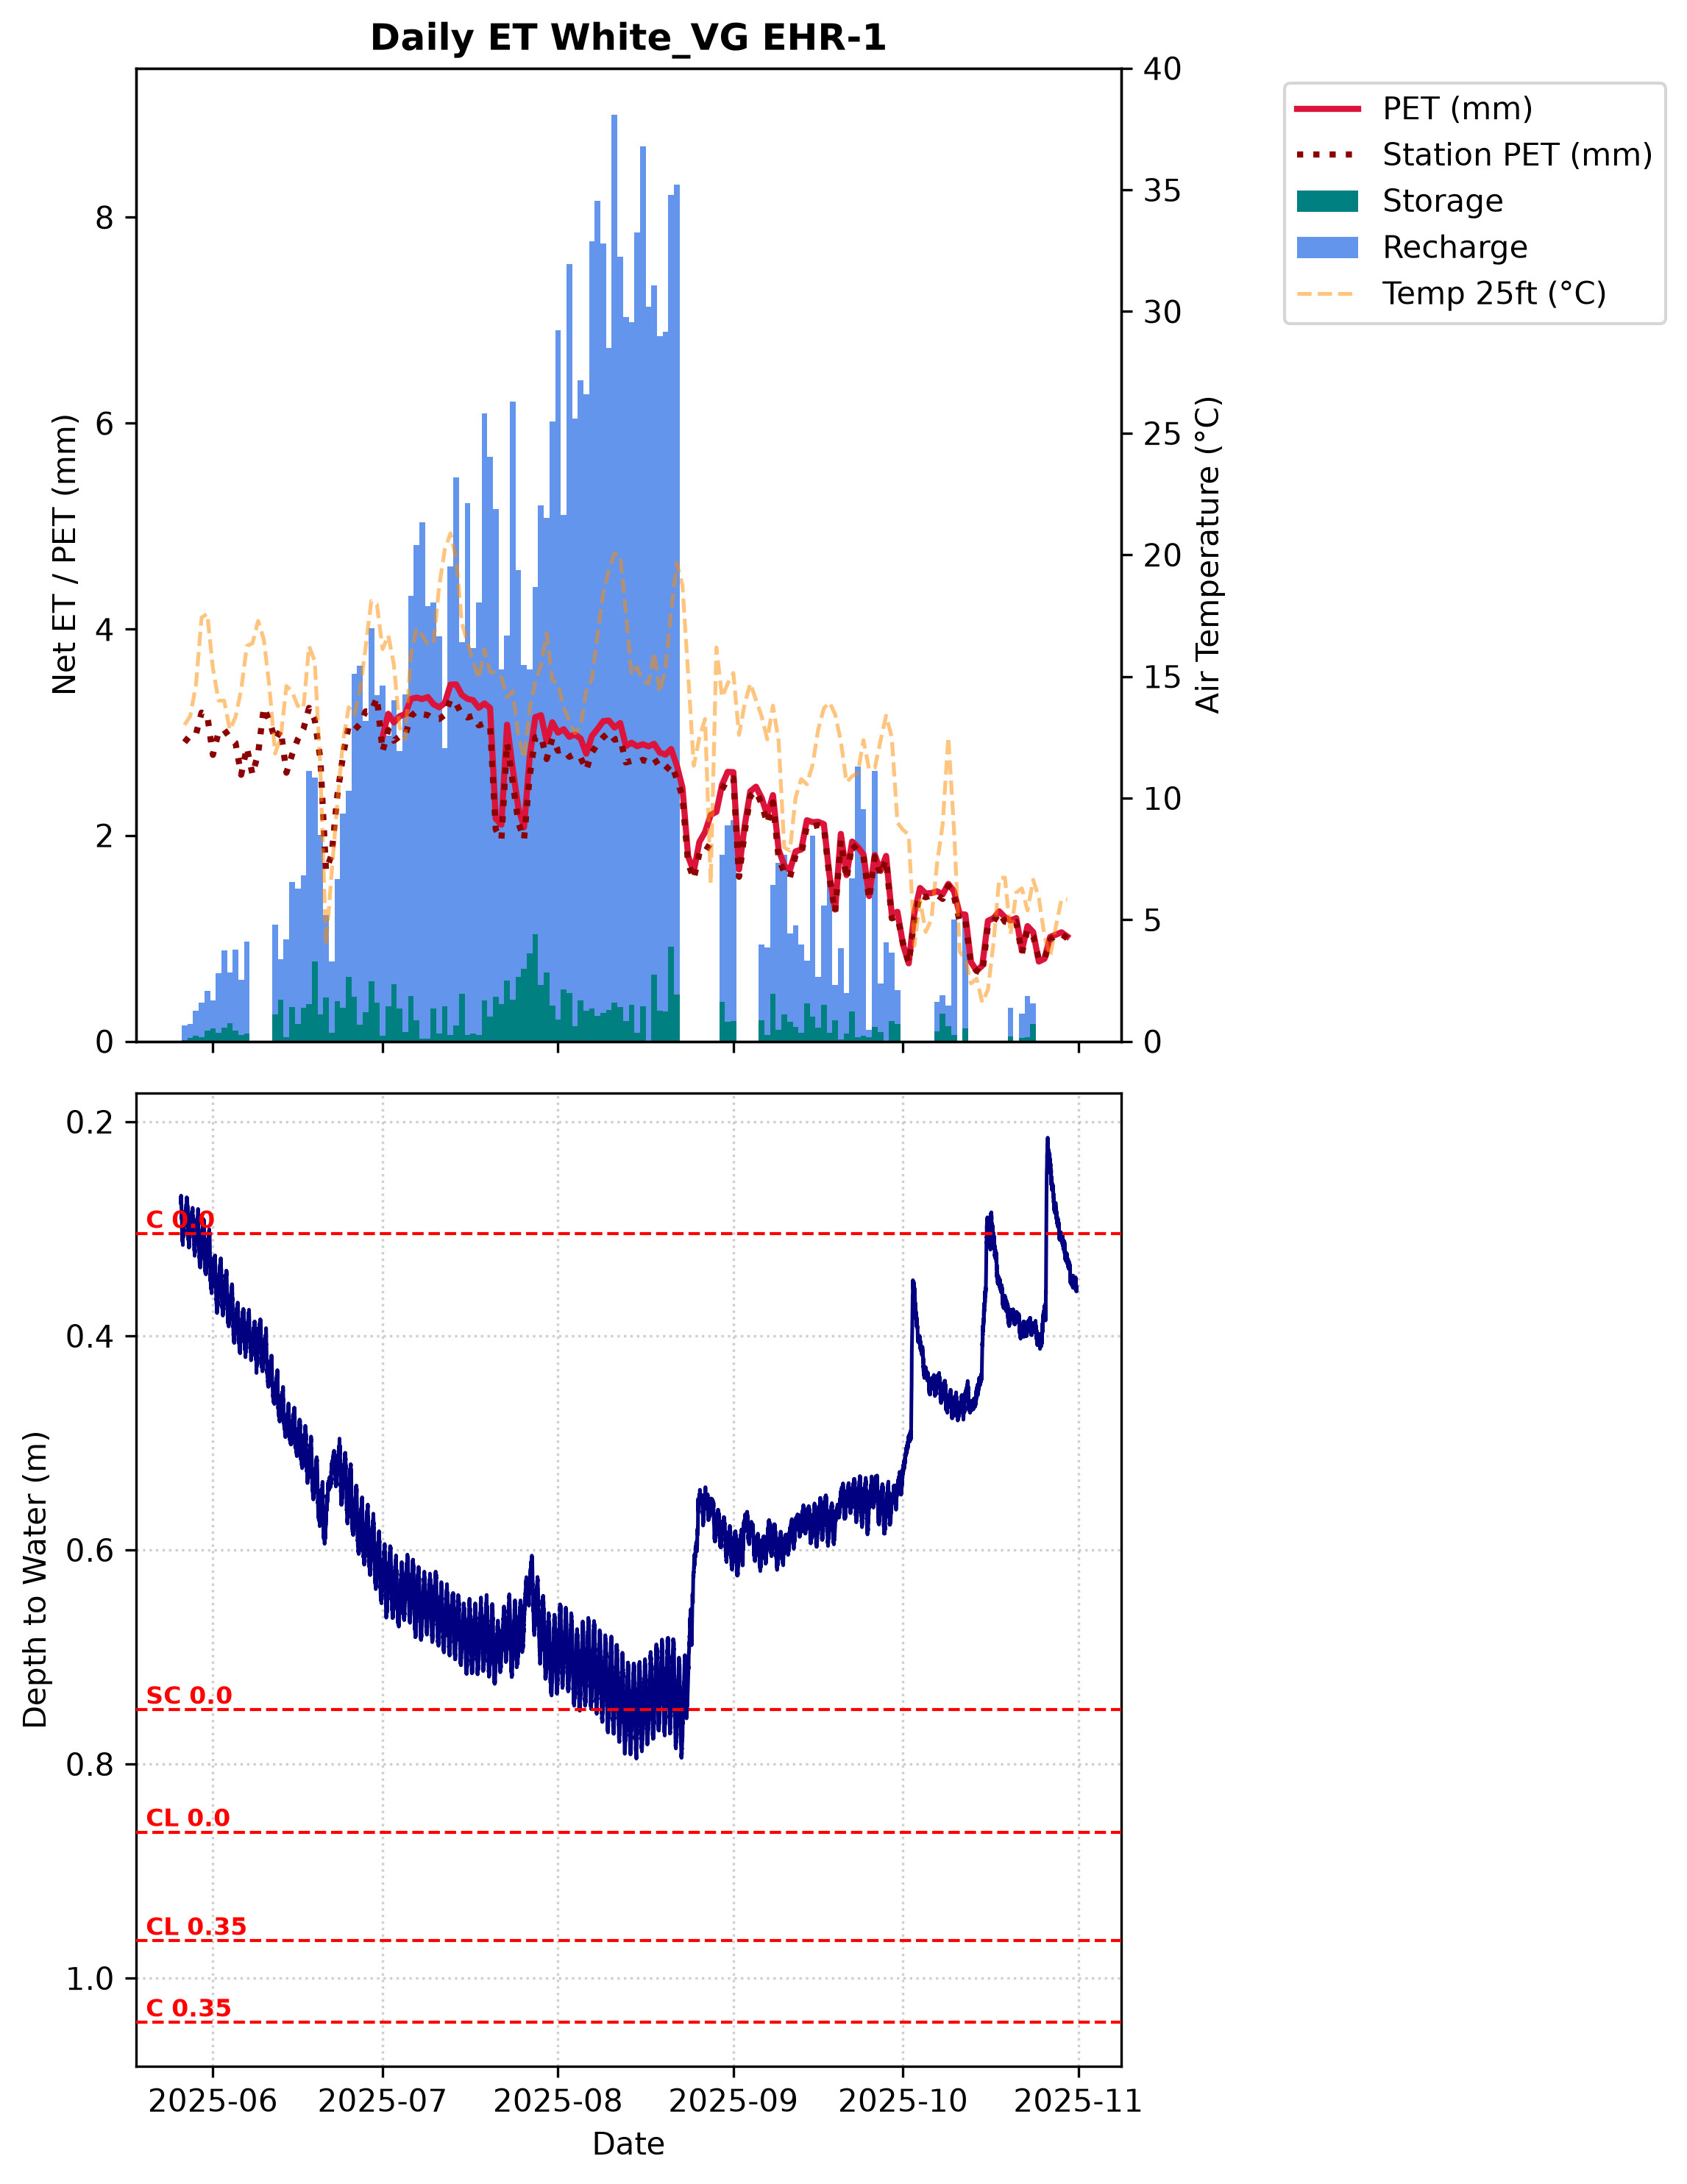 Daily ET White_VG EHR-1
Net ET / PET (mm)
0
2
4
6
8
Air Temperature (°C)
0
5
10
15
20
25
30
35
40
PET (mm)
Station PET (mm)
Storage
Recharge
Temp 25ft (°C)
Depth to Water (m)
0.2
0.4
0.6
0.8
1.0
C 0.0
SC 0.0
CL 0.0
CL 0.35
C 0.35
2025-06 2025-07 2025-08 2025-09 2025-10 2025-11
Date